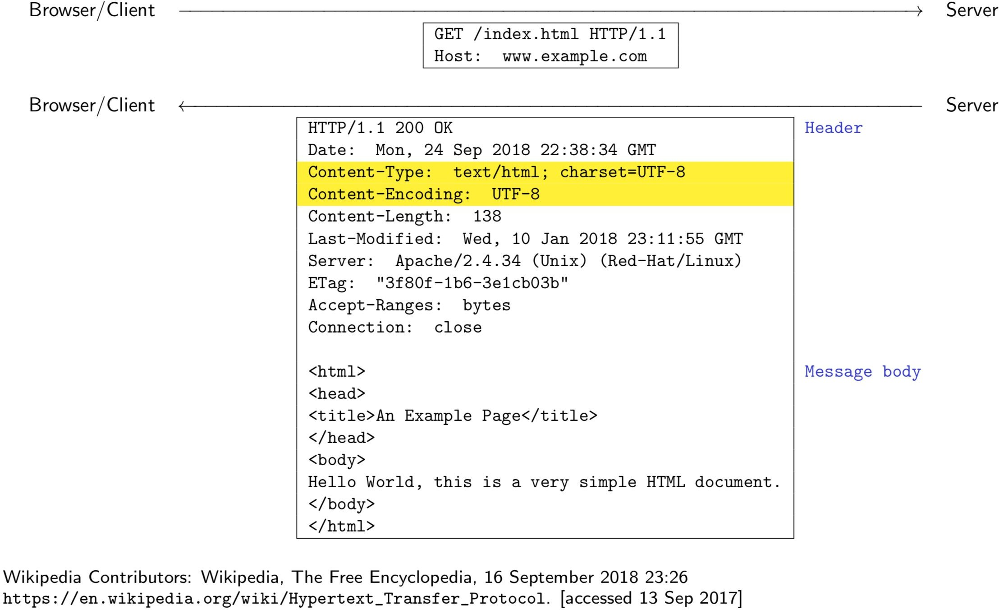 Browser/Client Server
GET /index.html HTTP/1.1
Host: www.example.com
Browser/Client Server
HTTP/1.1 200 OK Header
Date: Mon, 24 Sep 2018 22:38:34 GMT
Content-Type: text/html; charset=UTF-8
Content-Encoding: UTF-8
Content-Length: 138
Last-Modified: Wed, 10 Jan 2018 23:11:55 GMT
Server: Apache/2.4.34 (Unix) (Red-Hat/Linux)
ETag: "3f80f-1b6-3e1cb03b"
Accept-Ranges: bytes
Connection: close
<html> Message body
<head>
<title>An Example Page</title>
</head>
<body>
Hello World, this is a very simple HTML document.
</body>
</html>
Wikipedia Contributors: Wikipedia, The Free Encyclopedia, 16 September 2018 23:26
https://en.wikipedia.org/wiki/Hypertext_Transfer_Protocol. [accessed 13 Sep 2017]